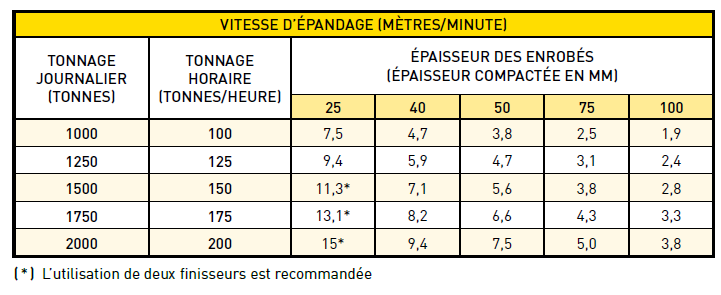 VITESSE D'ÉPANDAGE (MÈTRES/MINUTE)
TONNAGE JOURNALIER (TONNES) TONNAGE HORAIRE (TONNES/HEURE) ÉPAISSEUR DES ENROBÉS (ÉPAISSEUR COMPACTÉE EN MM)
25 40 50 75 100
1000 100 7,5 4,7 3,8 2,5 1,9
1250 125 9,4 5,9 4,7 3,1 2,4
1500 150 11,3* 7,1 5,6 3,8 2,8
1750 175 13,1* 8,2 6,6 4,3 3,3
2000 200 15* 9,4 7,5 5,0 3,8
(*) L'utilisation de deux finisseurs est recommandée